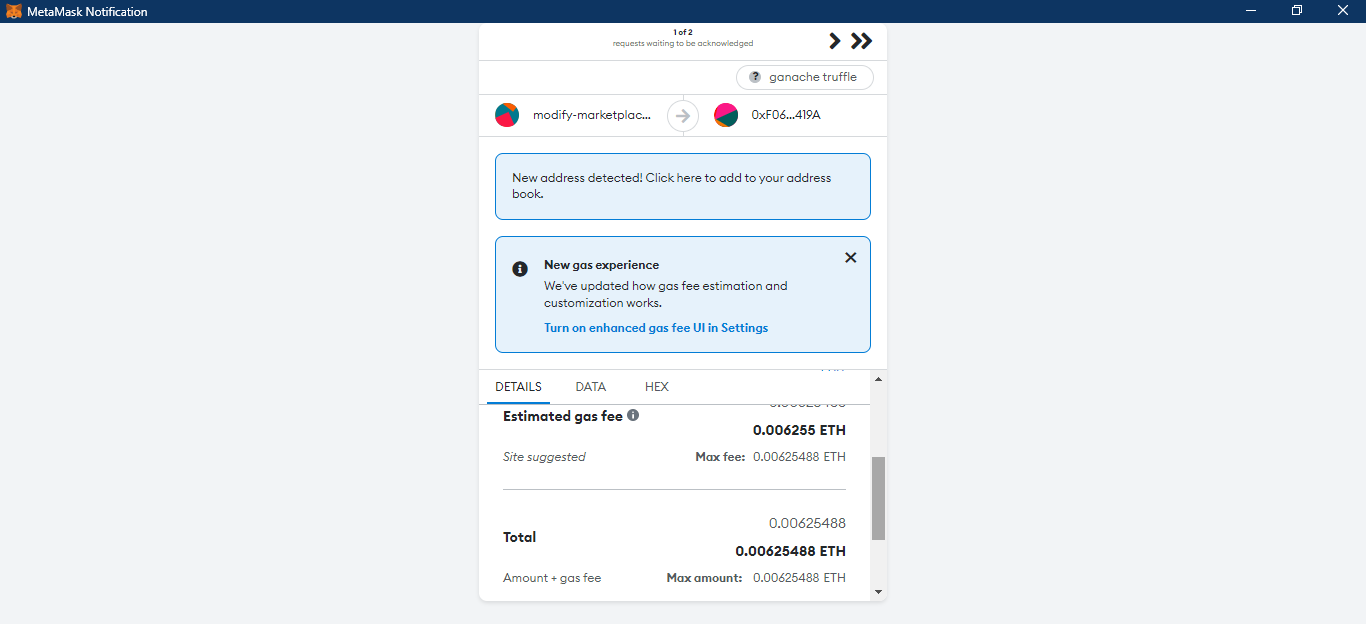 MetaMask Notification
1 of 2
requests waiting to be acknowledged
? ganache truffle
modify-marketplac...
0xF06...419A
New address detected! Click here to add to your address
book.
New gas experience
We've updated how gas fee estimation and
customization works.
Turn on enhanced gas fee UI in Settings
DETAILS
DATA
HEX
Estimated gas fee
0.006255 ETH
Site suggested
Max fee: 0.00625488 ETH
0.00625488
Total
0.00625488 ETH
Amount + gas fee
Max amount: 0.00625488 ETH